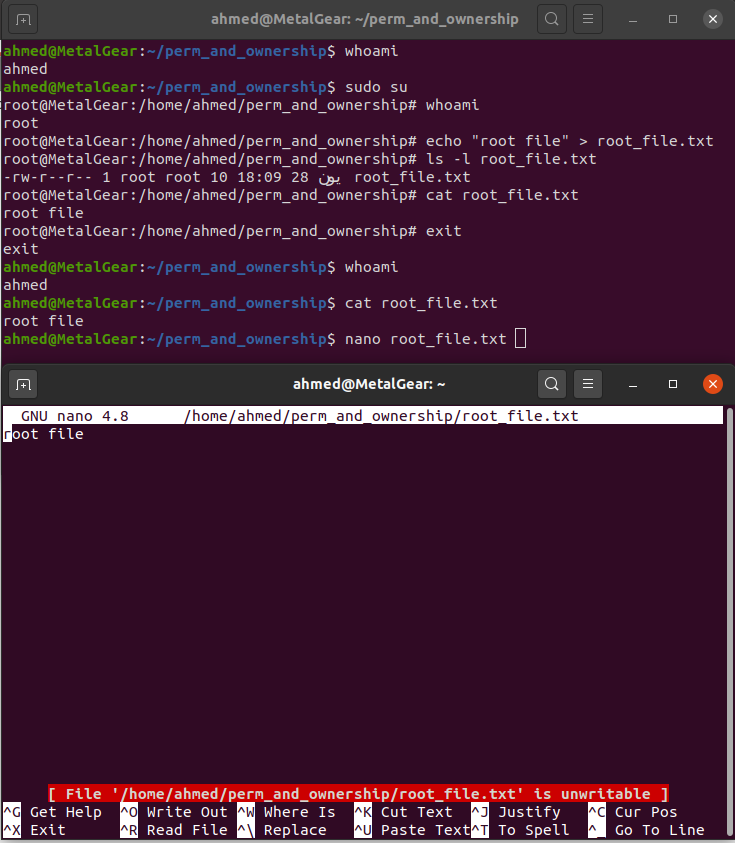 ahmed@MetalGear: ~/perm_and_ownership
ahmed@MetalGear:~/perm_and_ownership$ whoami
ahmed
ahmed@MetalGear:~/perm_and_ownership$ sudo su
root@MetalGear:/home/ahmed/perm_and_ownership# whoami
root
root@MetalGear:/home/ahmed/perm_and_ownership# echo "root file" > root_file.txt
root@MetalGear:/home/ahmed/perm_and_ownership# ls -l root_file.txt
-rw-r--r-- 1 root root 10 18:09 28 يون root_file.txt
root@MetalGear:/home/ahmed/perm_and_ownership# cat root_file.txt
root file
root@MetalGear:/home/ahmed/perm_and_ownership# exit
exit
ahmed@MetalGear:~/perm_and_ownership$ whoami
ahmed
ahmed@MetalGear:~/perm_and_ownership$ cat root_file.txt
root file
ahmed@MetalGear:~/perm_and_ownership$ nano root_file.txt
ahmed@MetalGear: ~
GNU nano 4.8 /home/ahmed/perm_and_ownership/root_file.txt
root file
[ File '/home/ahmed/perm_and_ownership/root_file.txt' is unwritable ]
^G Get Help ^O Write Out ^W Where Is ^K Cut Text ^J Justify ^C Cur Pos
^X Exit ^R Read File ^\ Replace ^U Paste Text ^T To Spell ^_ Go To Line